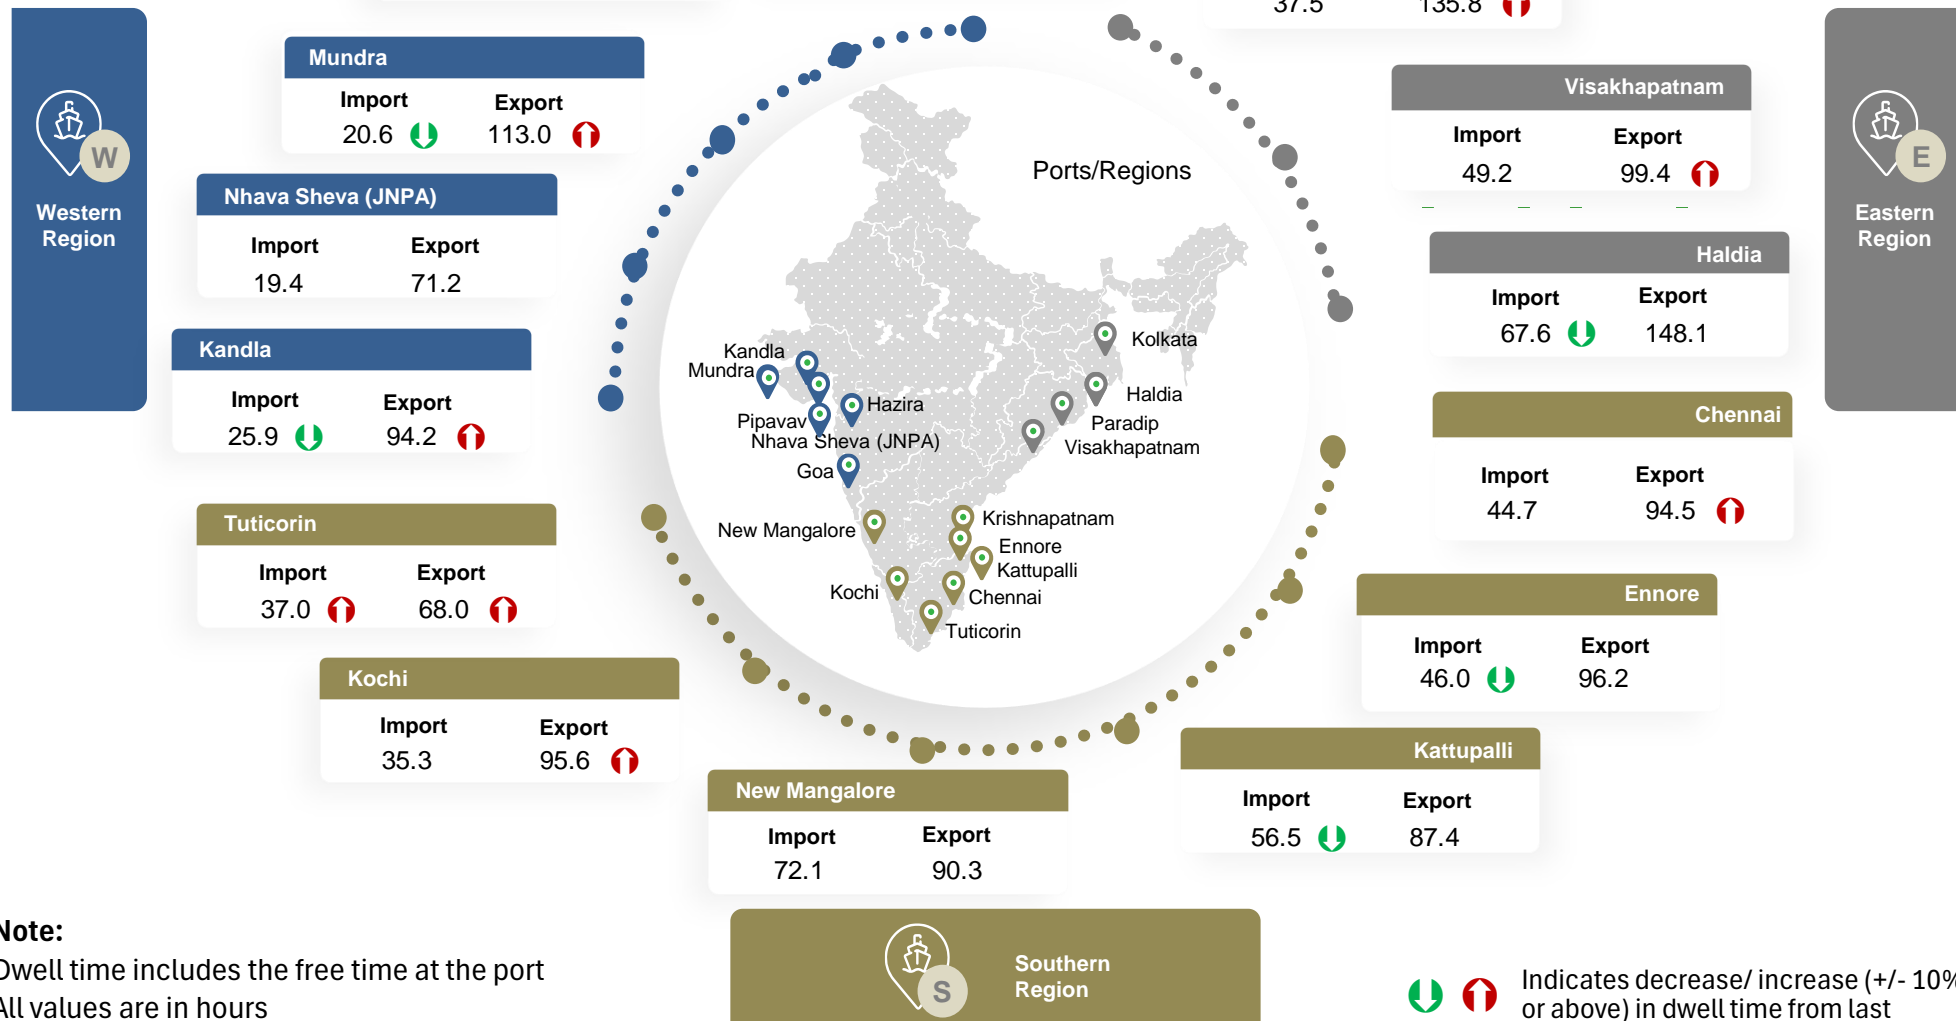 37.5 135.8
W
Western
Region
Mundra
Import Export
20.6 113.0
Nhava Sheva (JNPA)
Import Export
19.4 71.2
Kandla
Import Export
25.9 94.2
Tuticorin
Import Export
37.0 68.0
Kochi
Import Export
35.3 95.6
New Mangalore
Import Export
72.1 90.3
Ports/Regions
Kandla
Mundra
Pipavav
Hazira
Nhava Sheva (JNPA)
Goa
New Mangalore
Kochi
Kolkata
Haldia
Paradip
Visakhapatnam
Krishnapatnam
Ennore
Kattupalli
Chennai
Tuticorin
Visakhapatnam
Import Export
49.2 99.4
Haldia
Import Export
67.6 148.1
Chennai
Import Export
44.7 94.5
Ennore
Import Export
46.0 96.2
Kattupalli
Import Export
56.5 87.4
E
Eastern
Region
S
Southern
Region
Note:
Dwell time includes the free time at the port
All values are in hours
Indicates decrease/ increase (+/- 10%
or above) in dwell time from last